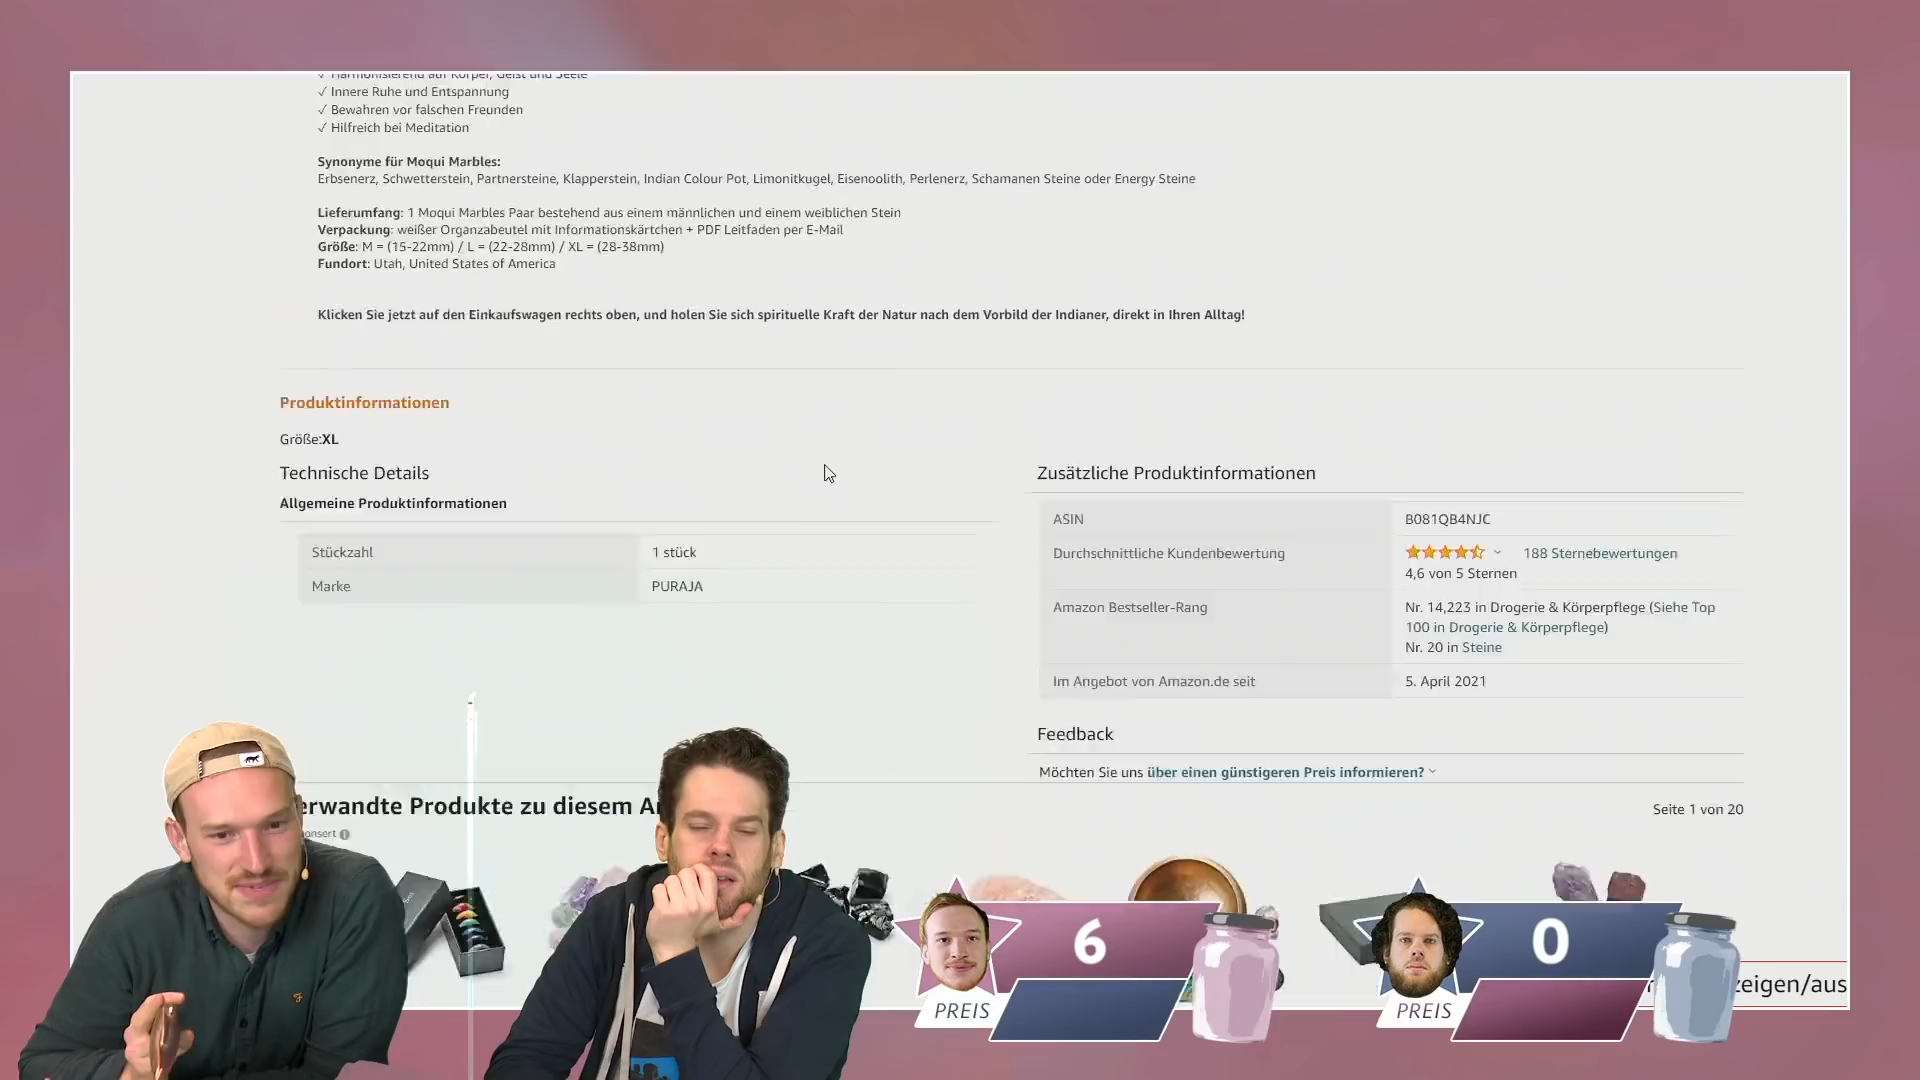 ✓ Harmonisierend auf Körper, Geist und Seele
✓ Innere Ruhe und Entspannung
✓ Bewahren vor falschen Freunden
✓ Hilfreich bei Meditation
Synonyme für Moqui Marbles:
Erbsenerz, Schwetterstein, Partnersteine, Klapperstein, Indian Colour Pot, Limonitkugel, Eisenoolith, Perlenerz, Schamanen Steine oder Energy Steine
Lieferumfang: 1 Moqui Marbles Paar bestehend aus einem männlichen und einem weiblichen Stein
Verpackung: weißer Organzabeutel mit Informationskärtchen + PDF Leitfaden per E-Mail
Größe: M = (15-22mm) / L = (22-28mm) / XL = (28-38mm)
Fundort: Utah, United States of America
Klicken Sie jetzt auf den Einkaufswagen rechts oben, und holen Sie sich spirituelle Kraft der Natur nach dem Vorbild der Indianer, direkt in Ihren Alltag!
Produktinformationen
Größe:XL
Technische Details
Allgemeine Produktinformationen
Stückzahl 1 stück
Marke PURAJA
Zusätzliche Produktinformationen
ASIN B081QB4NJC
Durchschnittliche Kundenbewertung 188 Sternebewertungen
4,6 von 5 Sternen
Amazon Bestseller-Rang Nr. 14,223 in Drogerie & Körperpflege (Siehe Top
100 in Drogerie & Körperpflege)
Nr. 20 in Steine
Im Angebot von Amazon.de seit 5. April 2021
Feedback
Möchten Sie uns über einen günstigeren Preis informieren?
erwandte Produkte zu diesem Ar
Seite 1 von 20
onsert
6
PREIS
0
PREIS
zeigen/aus